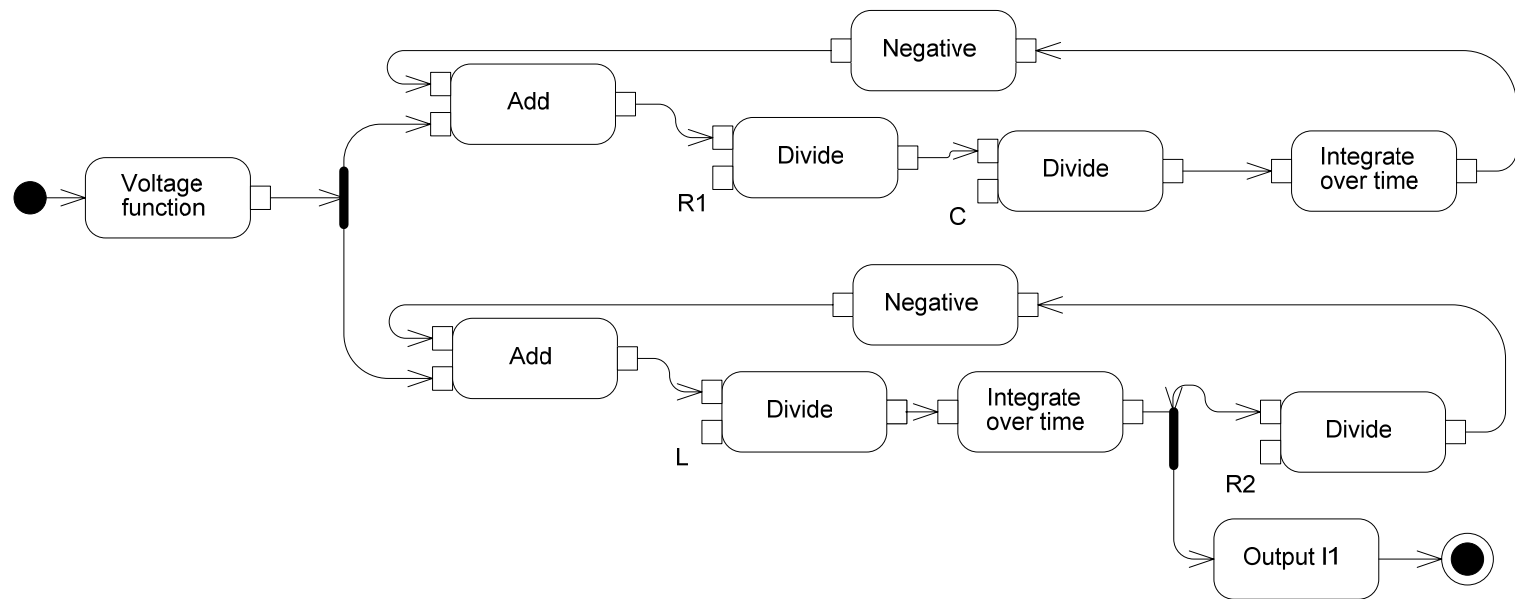 Negative
Add
Voltage
function
Divide
R1
Divide
C
Integrate
over time
Negative
Add
Divide
L
Integrate
over time
Divide
R2
Output I1